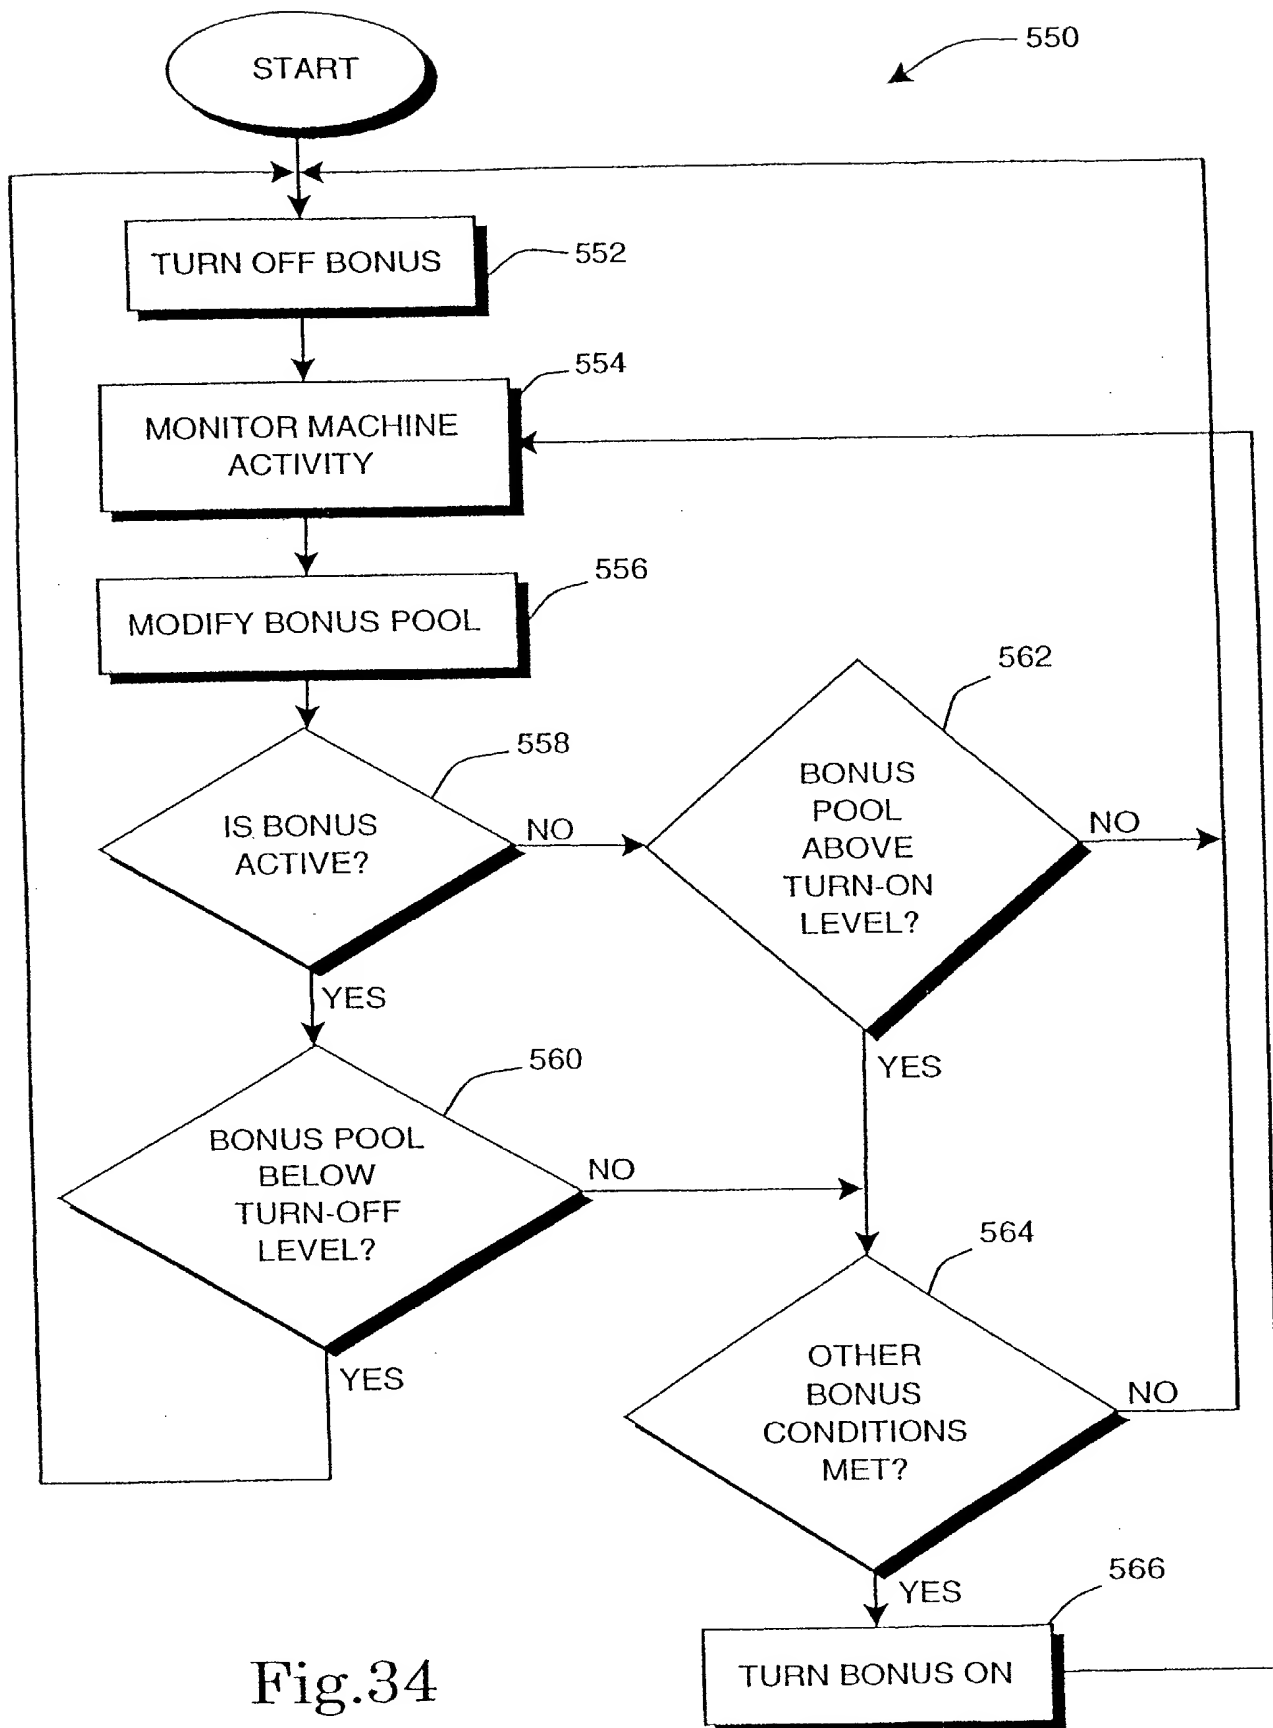 START
550
TURN OFF BONUS
552
554
MONITOR MACHINE
ACTIVITY
556
MODIFY BONUS POOL
562
558
BONUS
POOL
ABOVE
TURN-ON
LEVEL?
NO
IS BONUS
ACTIVE?
NO
YES
YES
560
BONUS POOL
BELOW
TURN-OFF
LEVEL?
NO
564
YES
OTHER
BONUS
CONDITIONS
MET?
NO
YES
566
TURN BONUS ON
Fig.34